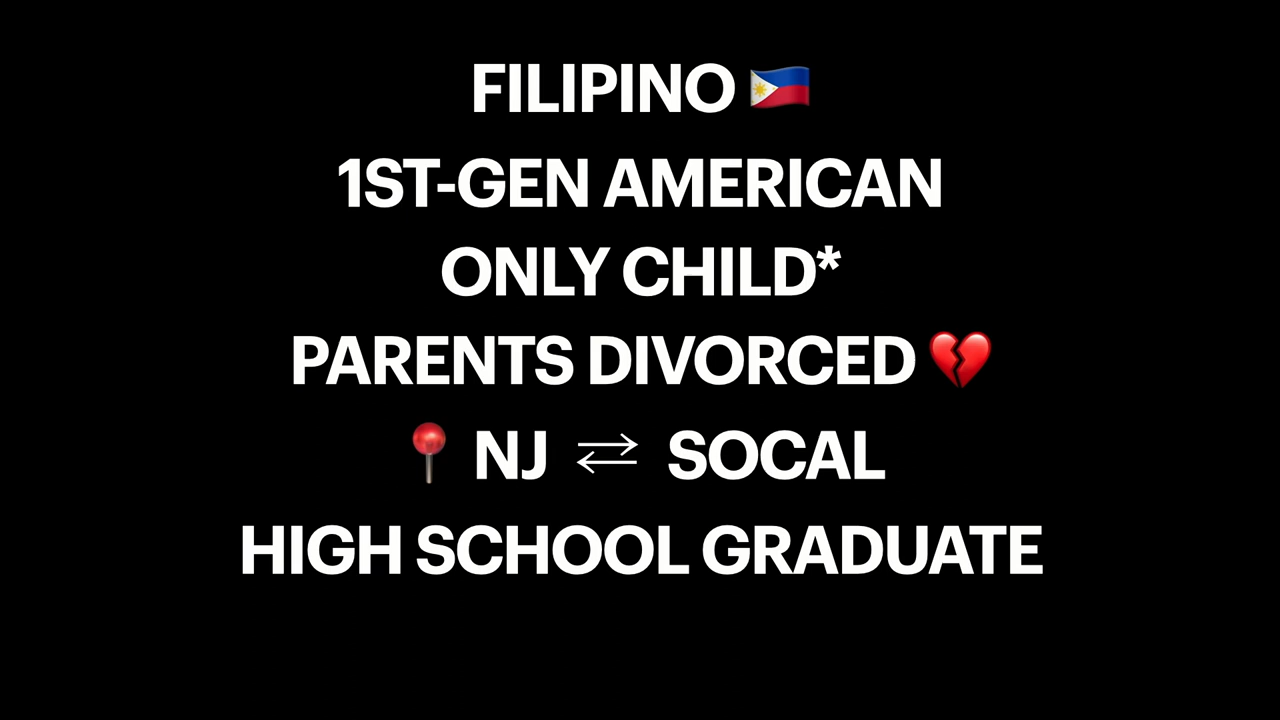 FILIPINO 🇵🇭
1ST-GEN AMERICAN
ONLY CHILD*
PARENTS DIVORCED 💔
📍 NJ ⇄ SOCAL
HIGH SCHOOL GRADUATE